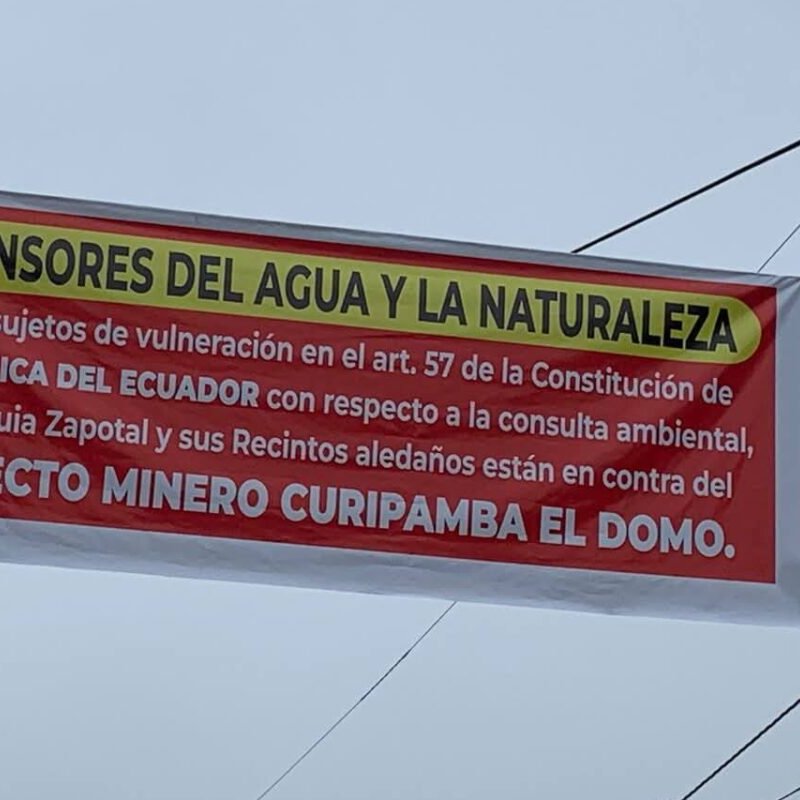 NSORES DEL AGUA Y LA NATURALEZA
sujetos de vulneración en el art. 57 de la Constitución de
ICA DEL ECUADOR con respecto a la consulta ambiental,
uia Zapotal y sus Recintos aledaños están en contra del
ECTO MINERO CURIPAMBA EL DOMO.